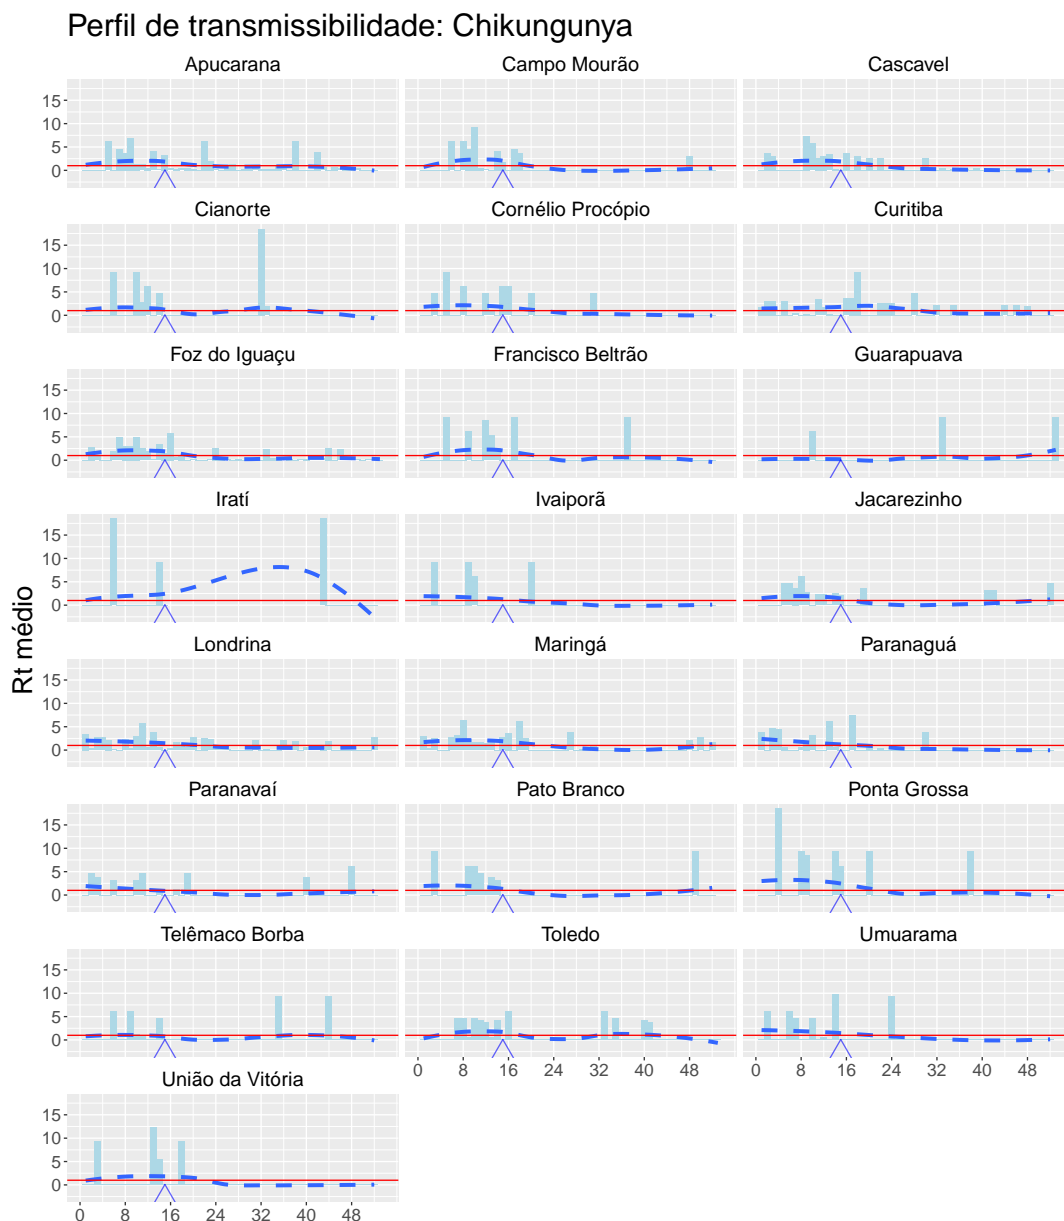 Perfil de transmissibilidade: Chikungunya
Apucarana Campo Mourão Cascavel
15
10
5
0
Cianorte Cornélio Procópio Curitiba
15
10
5
0
Foz do Iguaçu Francisco Beltrão Guarapuava
15
10
5
0
Iratí Ivaiporã Jacarezinho
15
10
5
0
Rt médio
Londrina Maringá Paranaguá
15
10
5
0
Paranavaí Pato Branco Ponta Grossa
15
10
5
0
Telêmaco Borba Toledo Umuarama
15
10
5
0
0 8 16 24 32 40 48 0 8 16 24 32 40 48
União da Vitória
15
10
5
0
0 8 16 24 32 40 48